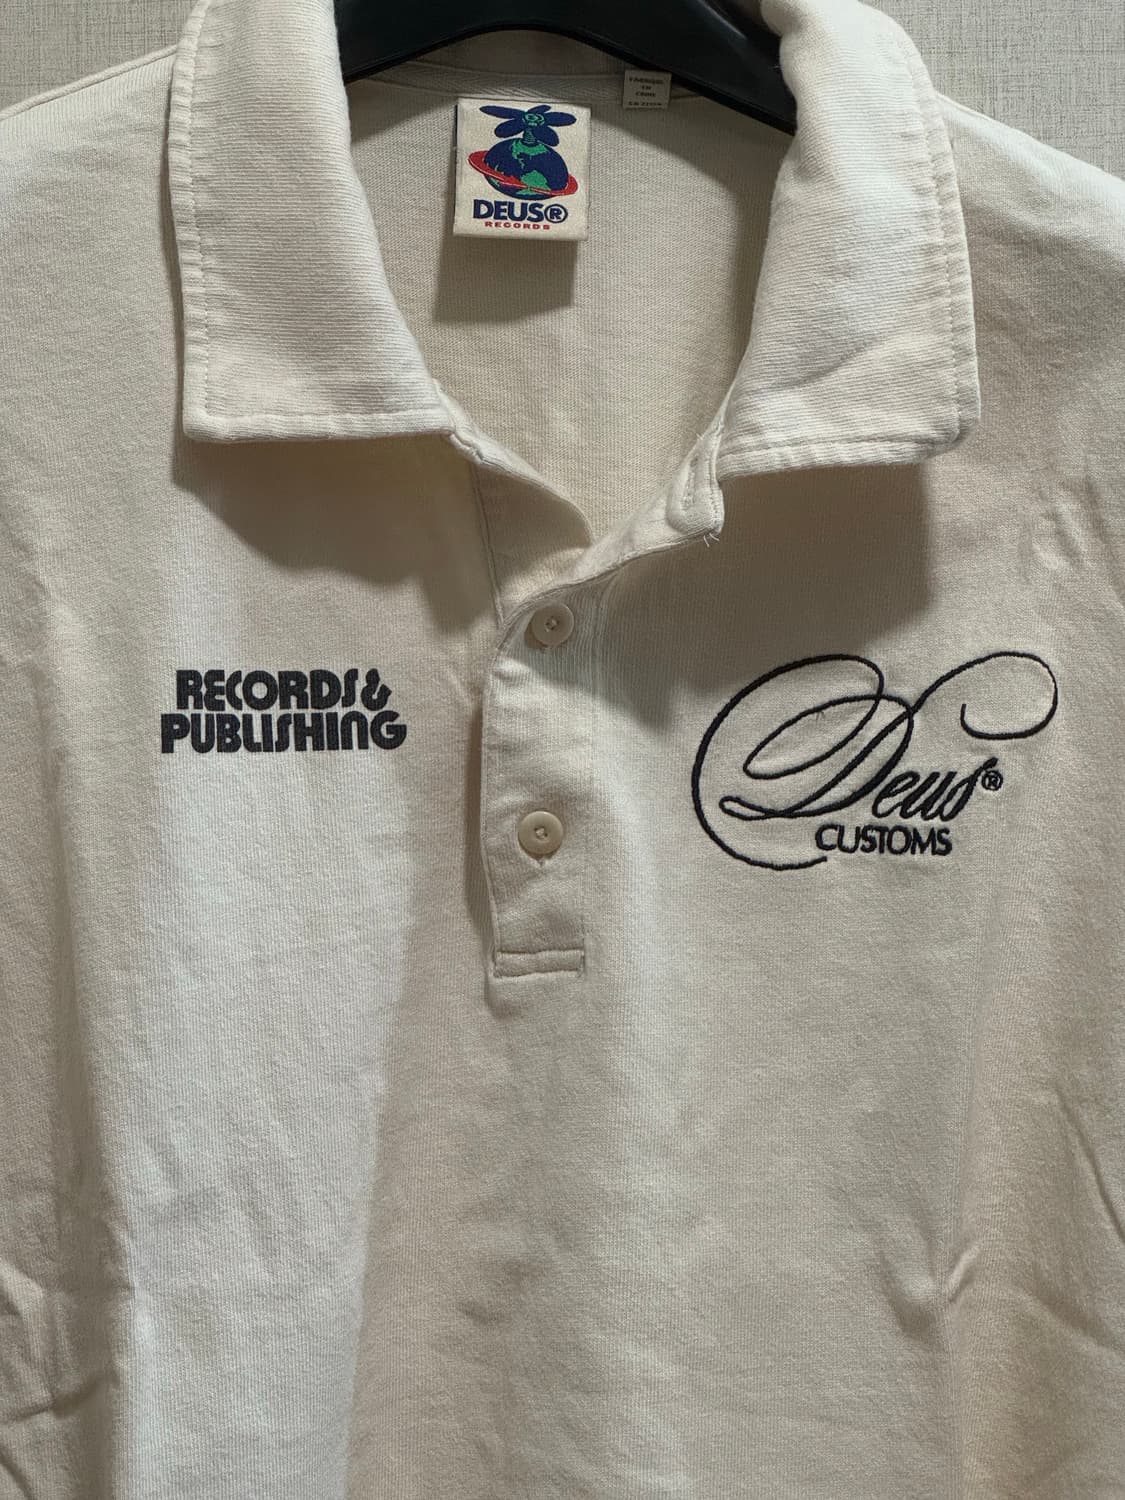 DEUS®
RECORDS
RECORDS &
PUBLISHING
Deus®
CUSTOMS